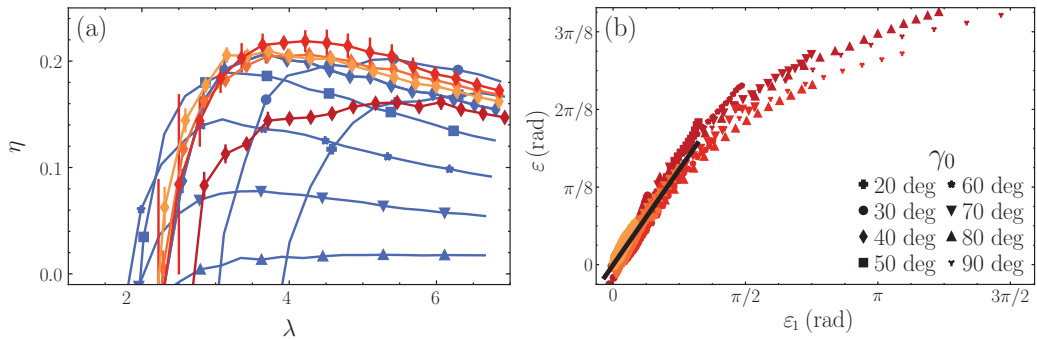 (a)
0.2
0.1
0.0
η
2
4
6
λ
(b)
3π/8
2π/8
π/8
0
ε (rad)
γ0
20 deg
60 deg
30 deg
70 deg
40 deg
80 deg
50 deg
90 deg
0
π/2
π
3π/2
ε₁ (rad)